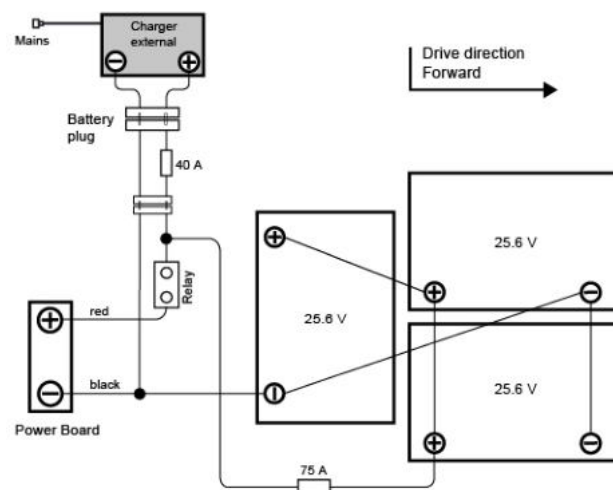 Charger
external
Mains
Drive direction
Forward
Battery
plug
40 A
25.6 V
Relay
red
25.6 V
25.6 V
black
Power Board
75 A